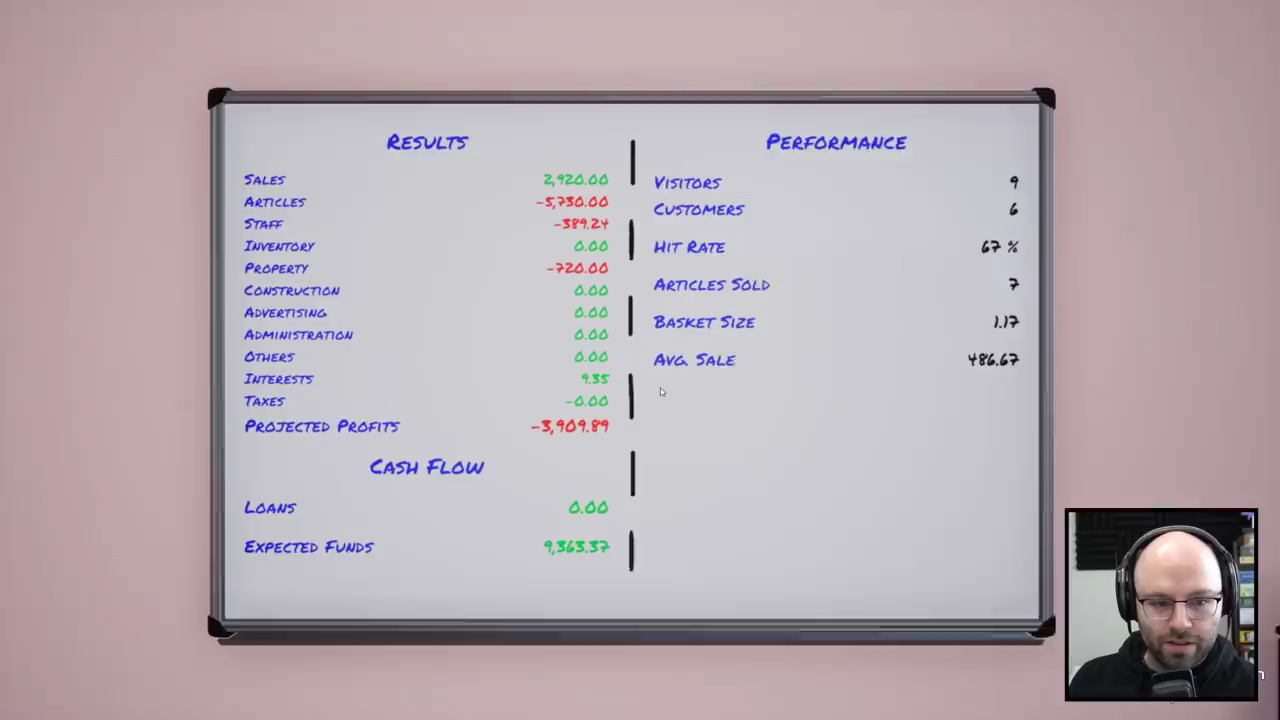 Results
Sales 2,920.00
Articles -5,730.00
Staff -389.24
Inventory 0.00
Property -720.00
Construction 0.00
Advertising 0.00
Administration 0.00
Others 0.00
Interests 9.35
Taxes -0.00
Projected Profits -3,909.89
Cash Flow
Loans 0.00
Expected Funds 9,363.37
Performance
Visitors 9
Customers 6
Hit Rate 67 %
Articles Sold 7
Basket Size 1.17
Avg. Sale 486.67